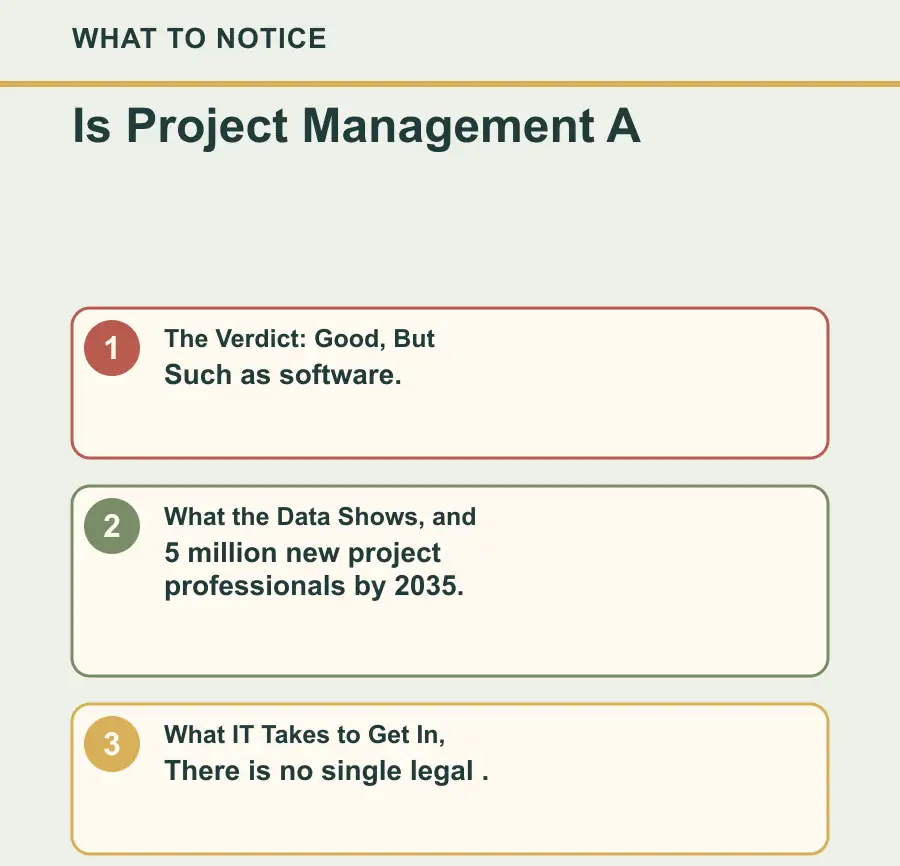 WHAT TO NOTICE
Is Project Management A
1
The Verdict: Good, But
Such as software.
2
What the Data Shows, and
5 million new project
professionals by 2035.
3
What IT Takes to Get In,
There is no single legal .